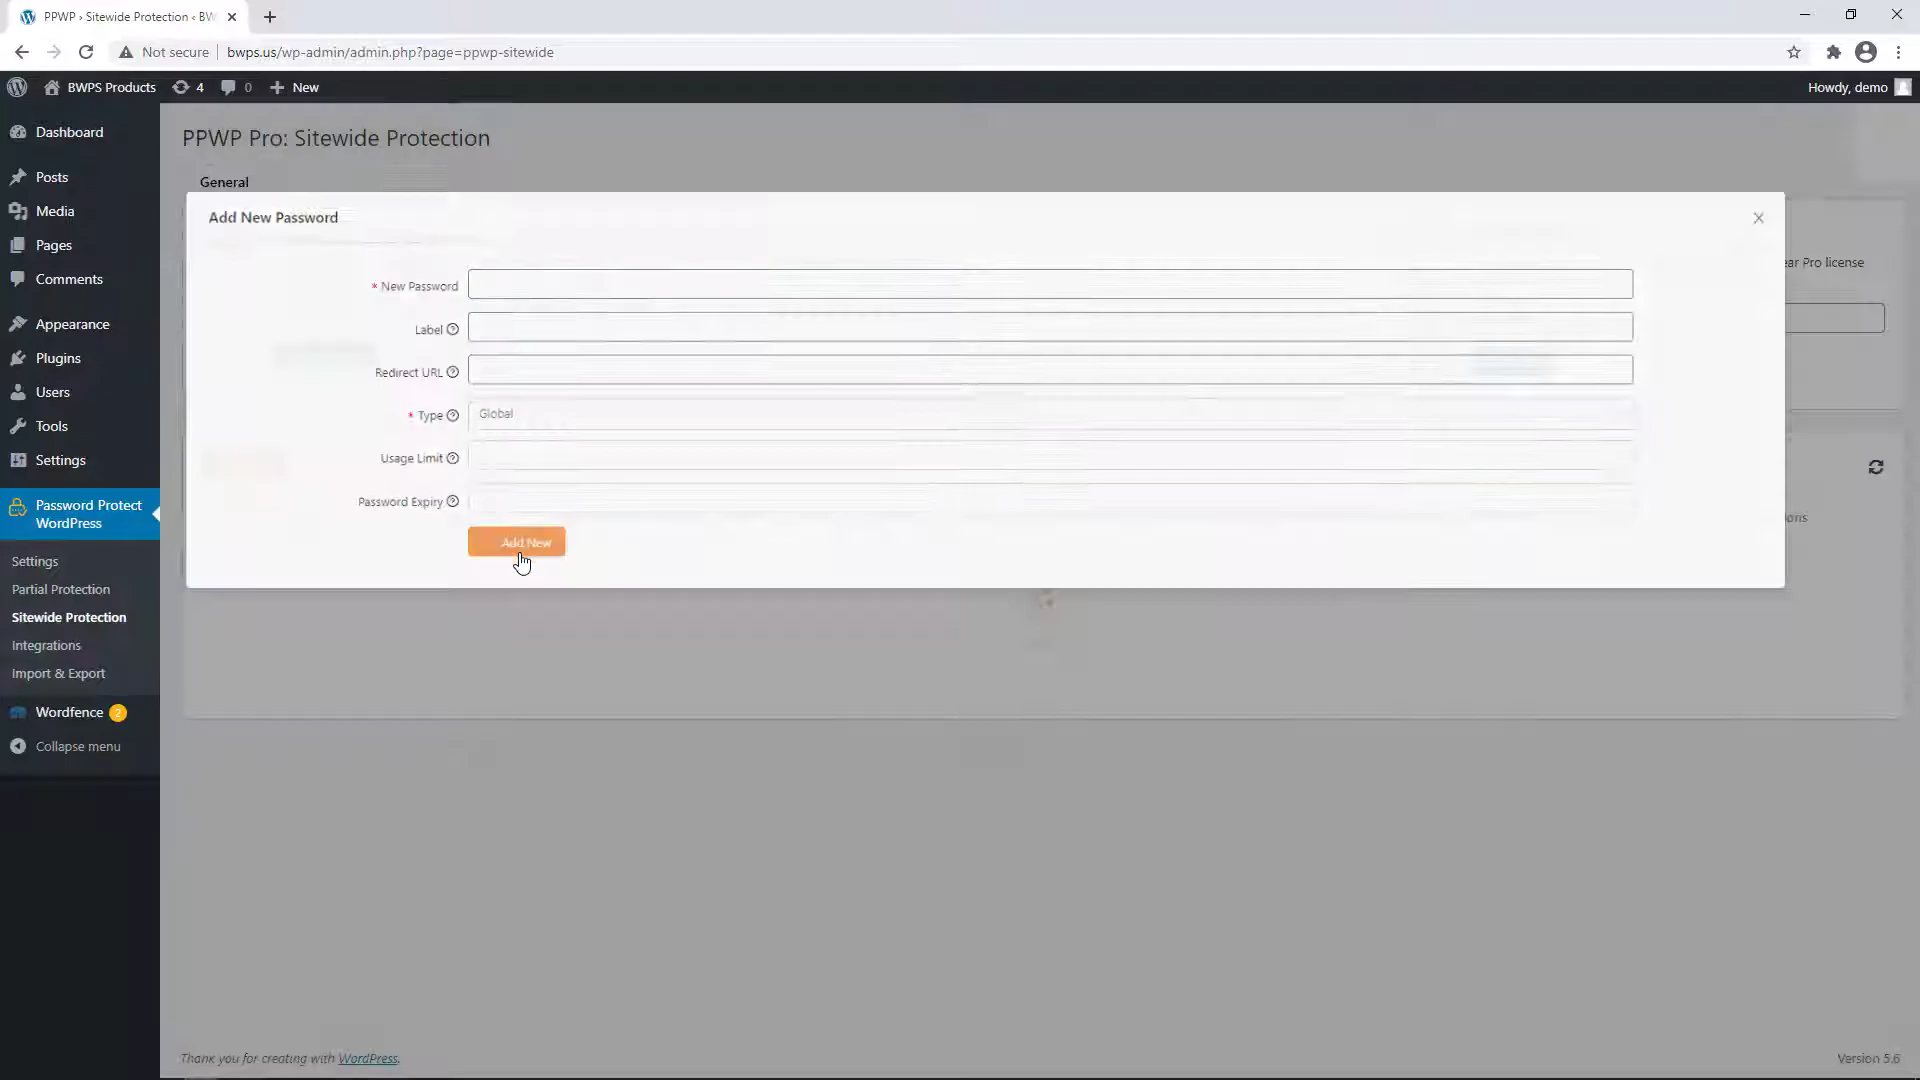 PPWP › Sitewide Protection ‹ BW
Not secure
bwps.us/wp-admin/admin.php?page=ppwp-sitewide
BWPS Products 4 0 New
Howdy, demo
Dashboard
Posts
Media
Pages
Comments
Appearance
Plugins
Users
Tools
Settings
Password Protect
WordPress
Settings
Partial Protection
Sitewide Protection
Integrations
Import & Export
Wordfence 2
Collapse menu
PPWP Pro: Sitewide Protection
General
Add New Password
* New Password
Label
Redirect URL
* Type Global
Usage Limit
Password Expiry
Add New
Pro license
Thank you for creating with WordPress.
Version 5.6